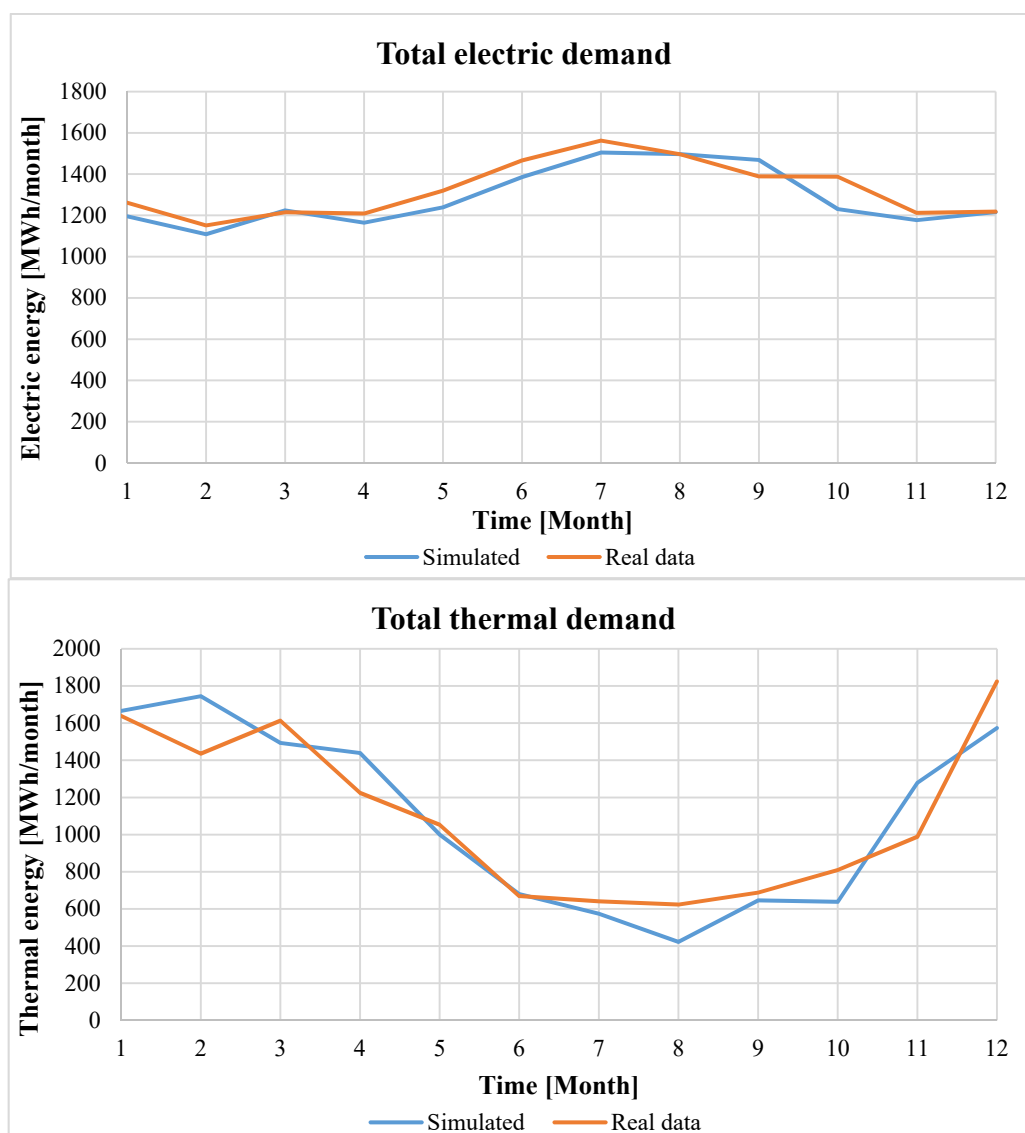 Total electric demand
Electric energy [MWh/month]
1800
1600
1400
1200
1000
800
600
400
200
0
1 2 3 4 5 6 7 8 9 10 11 12
Time [Month]
Simulated Real data
Total thermal demand
Thermal energy [MWh/month]
2000
1800
1600
1400
1200
1000
800
600
400
200
0
1 2 3 4 5 6 7 8 9 10 11 12
Time [Month]
Simulated Real data